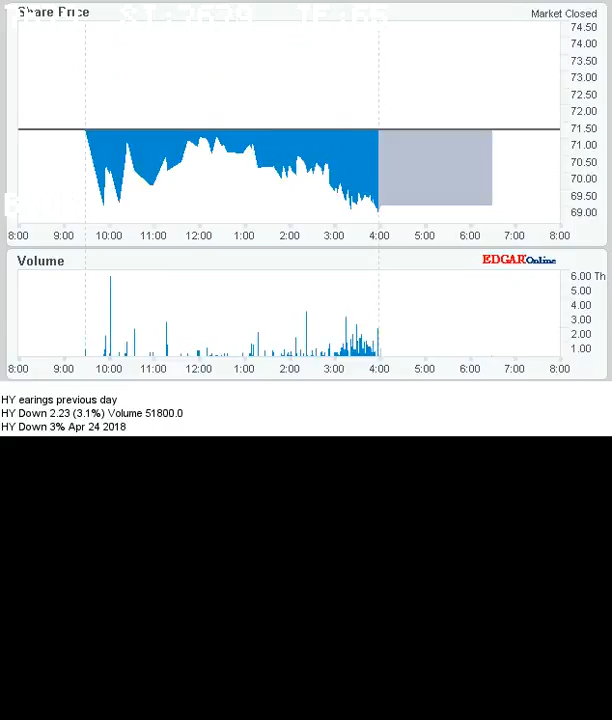 Share Price
Market Closed
74.50
74.00
73.50
73.00
72.50
72.00
71.50
71.00
70.50
70.00
69.50
69.00
8:00 9:00 10:00 11:00 12:00 1:00 2:00 3:00 4:00 5:00 6:00 7:00 8:00
Volume
EDGAROnline
6.00 Th
5.00
4.00
3.00
2.00
1.00
8:00 9:00 10:00 11:00 12:00 1:00 2:00 3:00 4:00 5:00 6:00 7:00 8:00
HY earings previous day
HY Down 2.23 (3.1%) Volume 51800.0
HY Down 3% Apr 24 2018